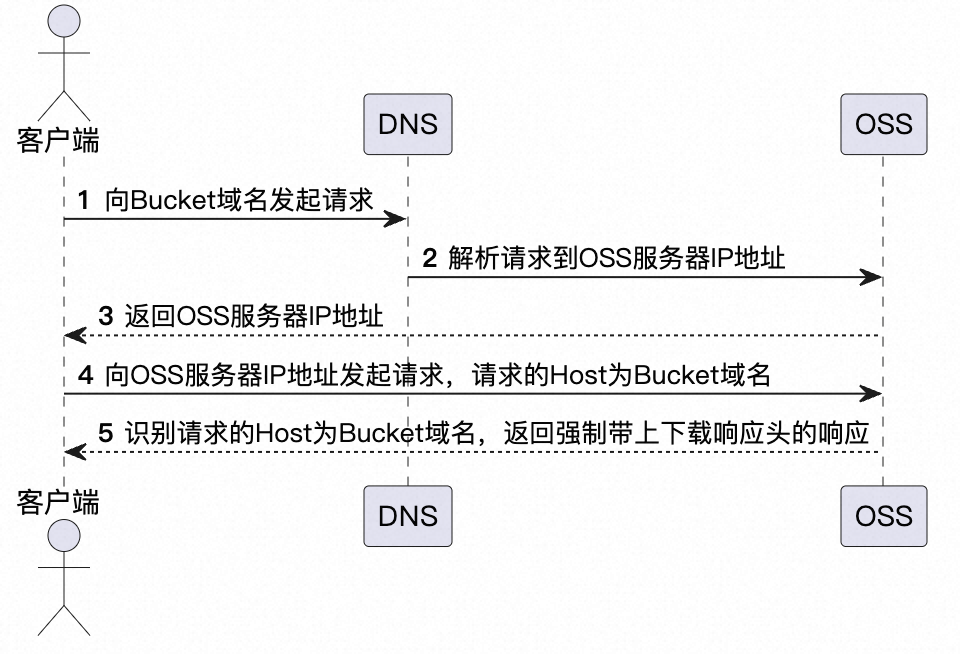 客户端
DNS
OSS
1 向Bucket域名发起请求
2 解析请求到OSS服务器IP地址
3 返回OSS服务器IP地址
4 向OSS服务器IP地址发起请求，请求的Host为Bucket域名
5 识别请求的Host为Bucket域名，返回强制带上下载响应头的响应
客户端
DNS
OSS